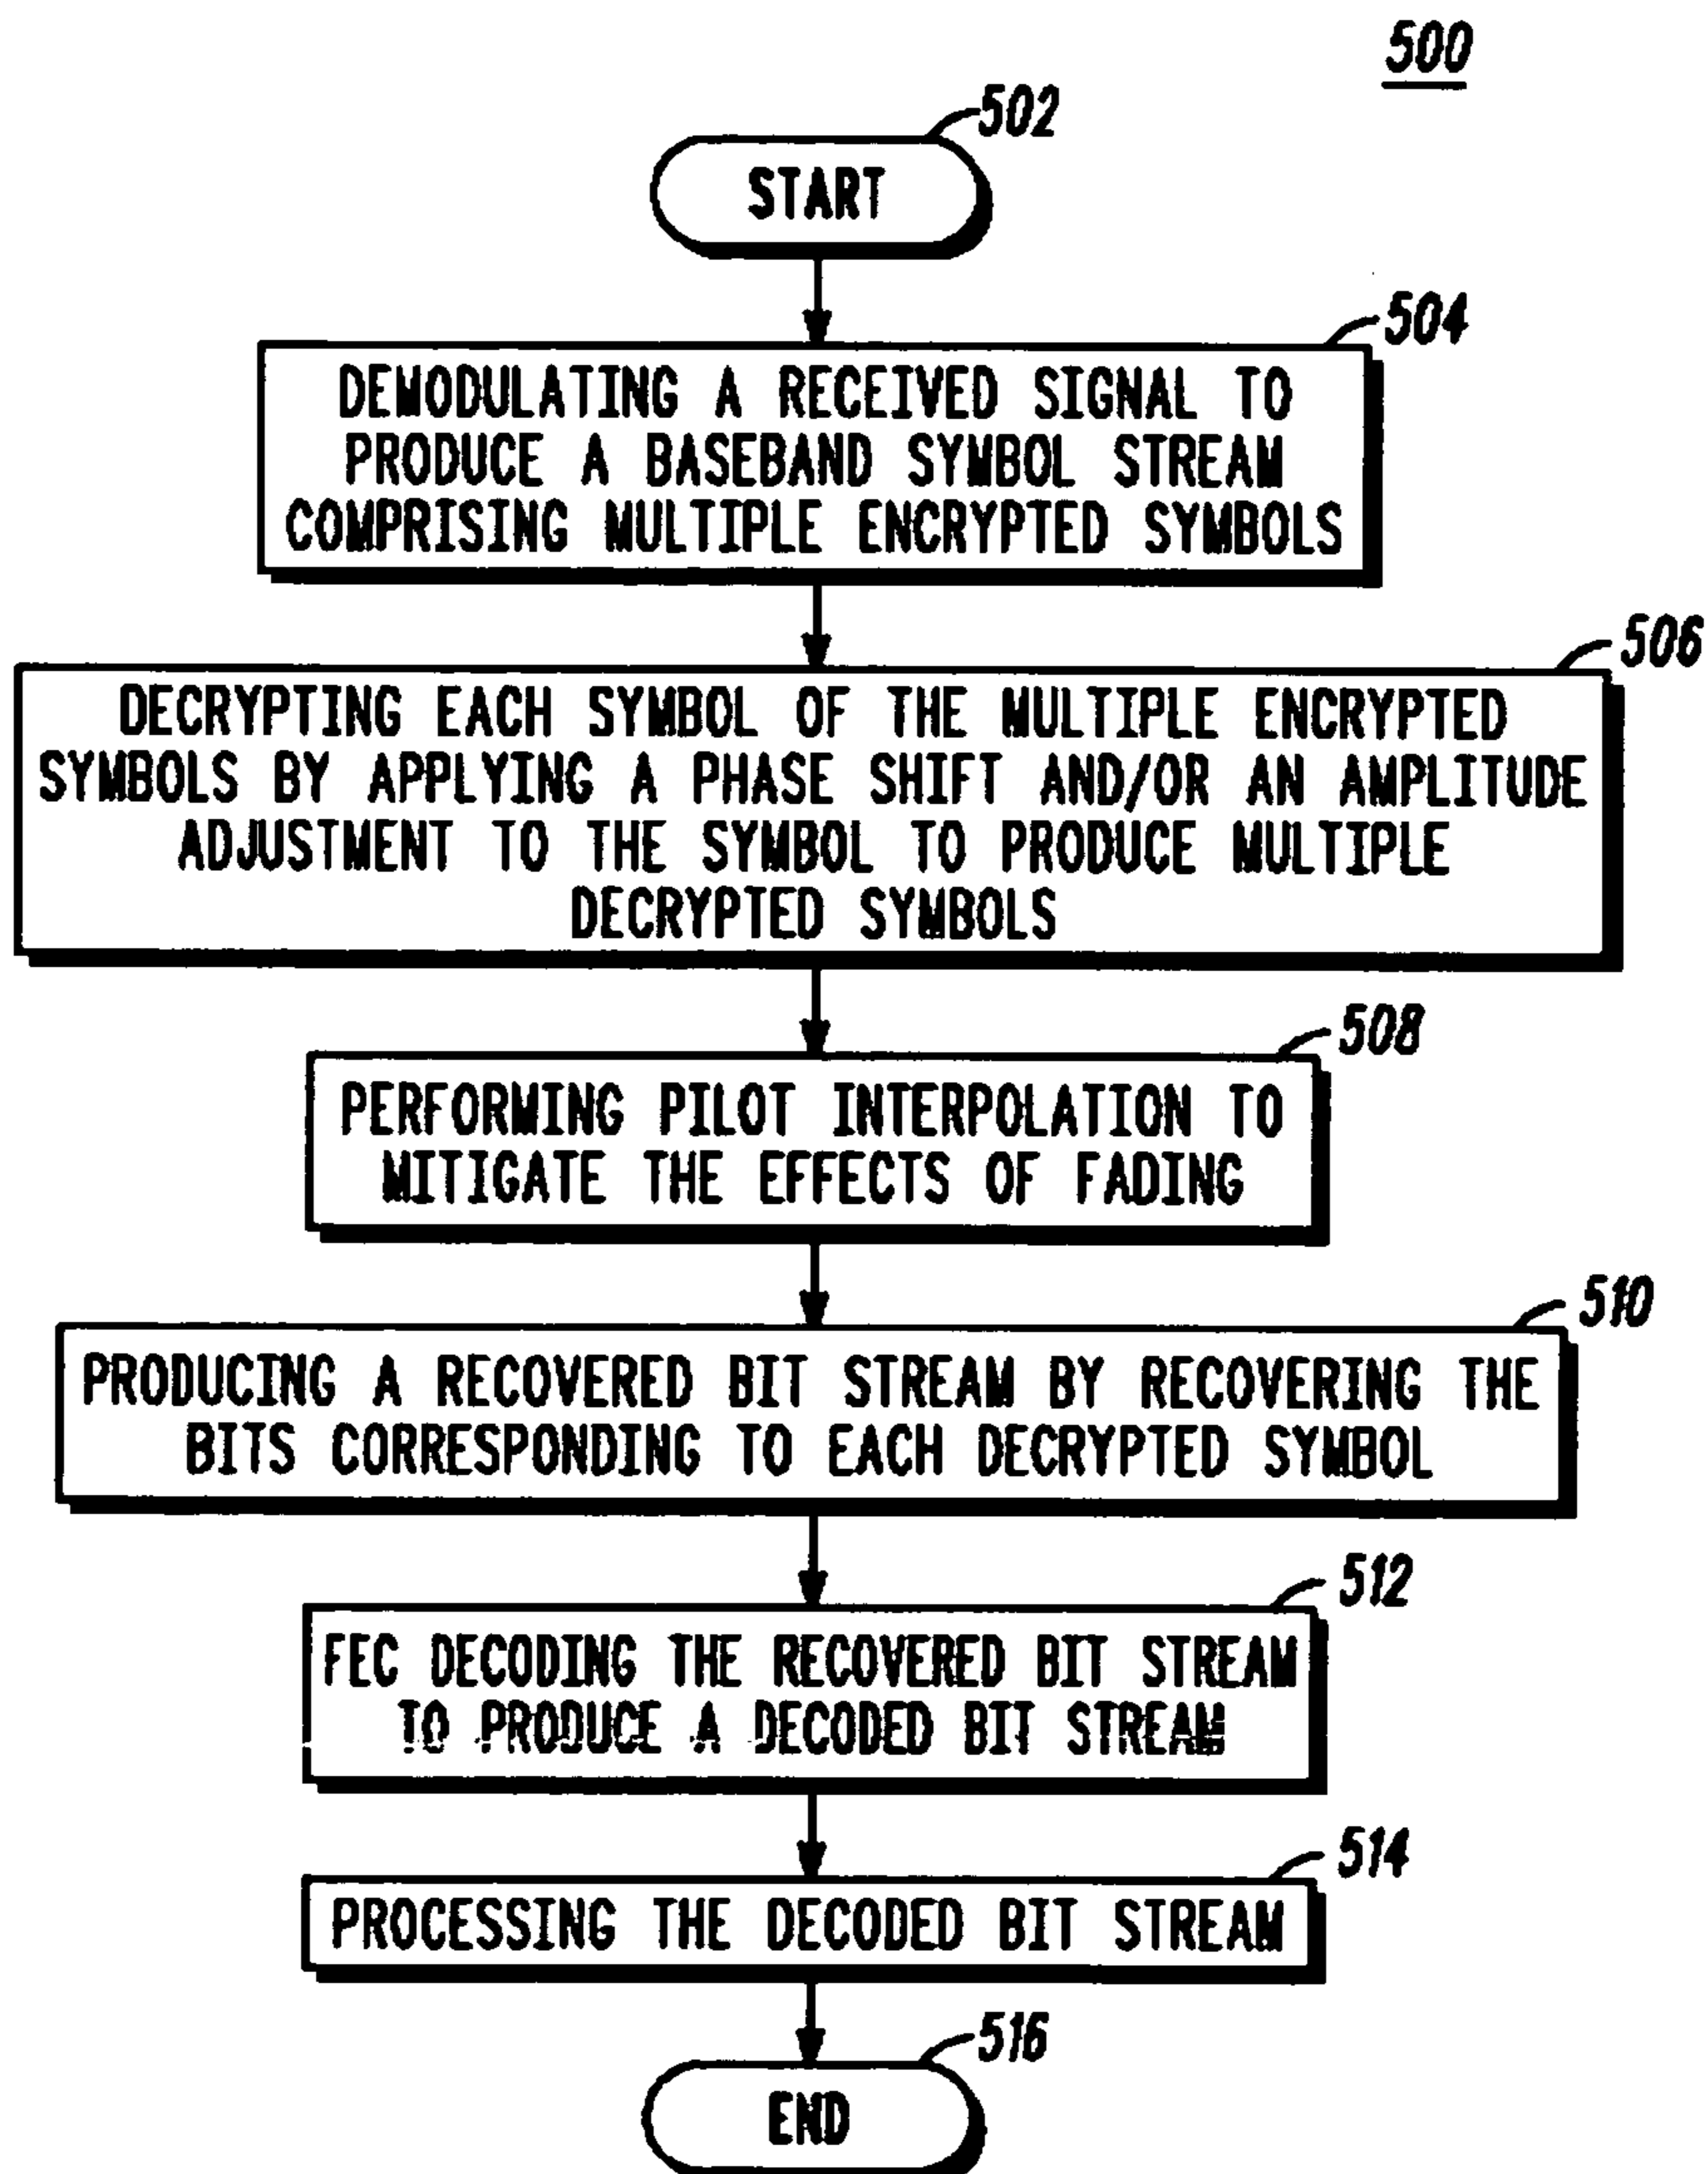 500
502
START
504
DEMODULATING A RECEIVED SIGNAL TO
PRODUCE A BASEBAND SYMBOL STREAM
COMPRISING MULTIPLE ENCRYPTED SYMBOLS
506
DECRYPTING EACH SYMBOL OF THE MULTIPLE ENCRYPTED
SYMBOLS BY APPLYING A PHASE SHIFT AND/OR AN AMPLITUDE
ADJUSTMENT TO THE SYMBOL TO PRODUCE MULTIPLE
DECRYPTED SYMBOLS
508
PERFORMING PILOT INTERPOLATION TO
MITIGATE THE EFFECTS OF FADING
510
PRODUCING A RECOVERED BIT STREAM BY RECOVERING THE
BITS CORRESPONDING TO EACH DECRYPTED SYMBOL
512
FEC DECODING THE RECOVERED BIT STREAM
TO PRODUCE A DECODED BIT STREAM
514
PROCESSING THE DECODED BIT STREAM
516
END